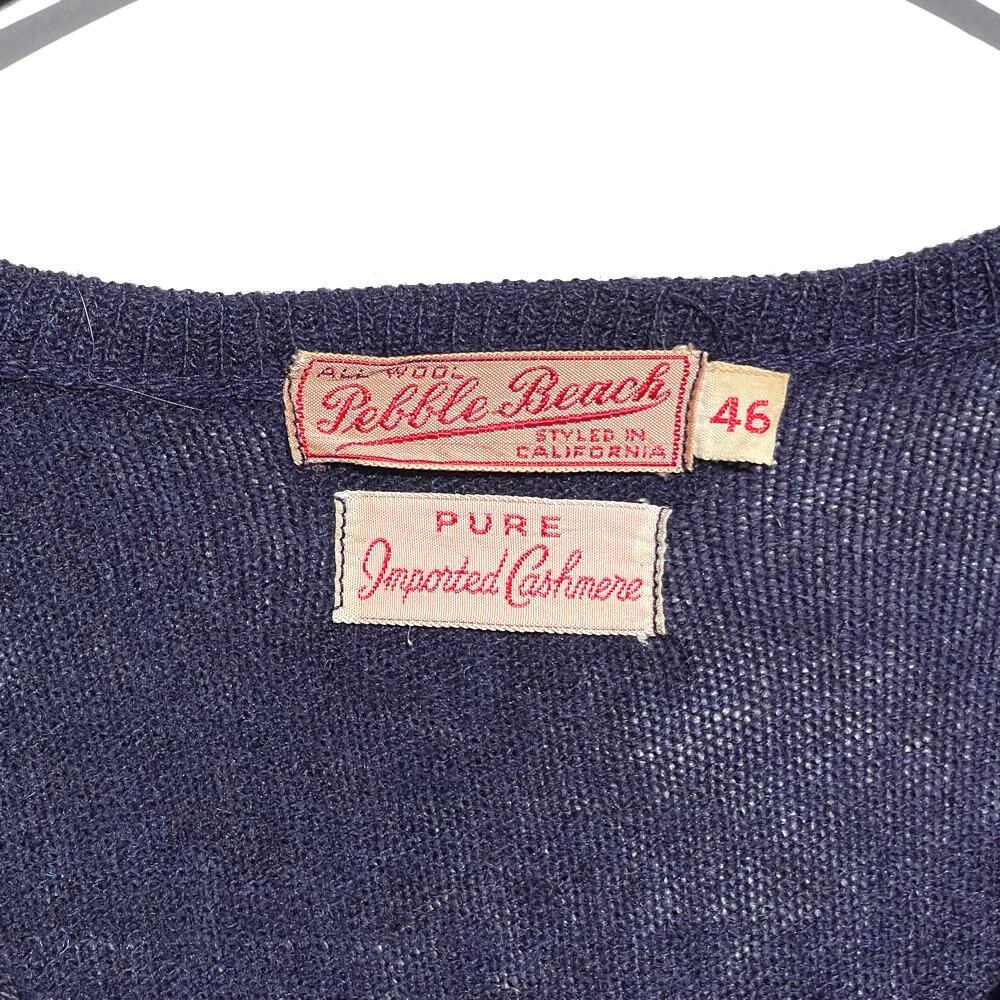 ALL WOOL
Pebble Beach
STYLED IN
CALIFORNIA
46
PURE
Imported Cashmere